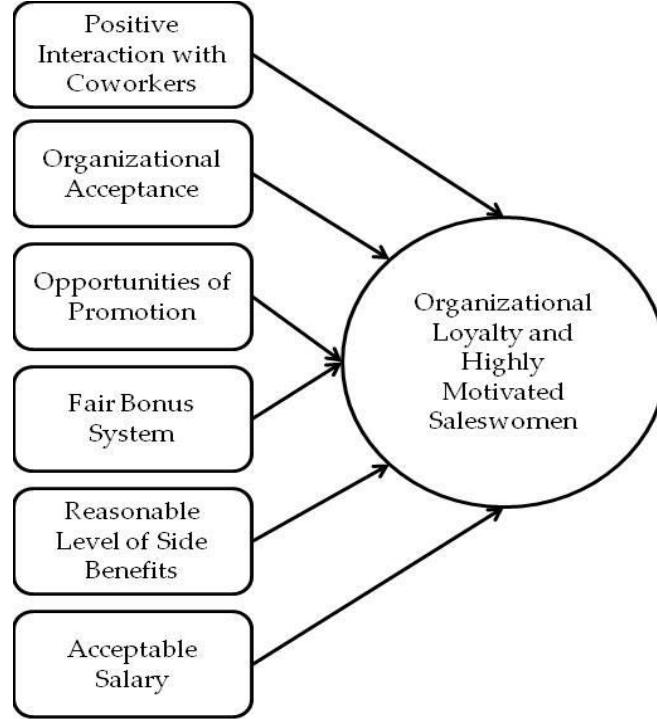 Positive
Interaction with
Coworkers
Organizational
Acceptance
Opportunities of
Promotion
Fair Bonus
System
Reasonable
Level of Side
Benefits
Acceptable
Salary
Organizational
Loyalty and
Highly
Motivated
Saleswomen